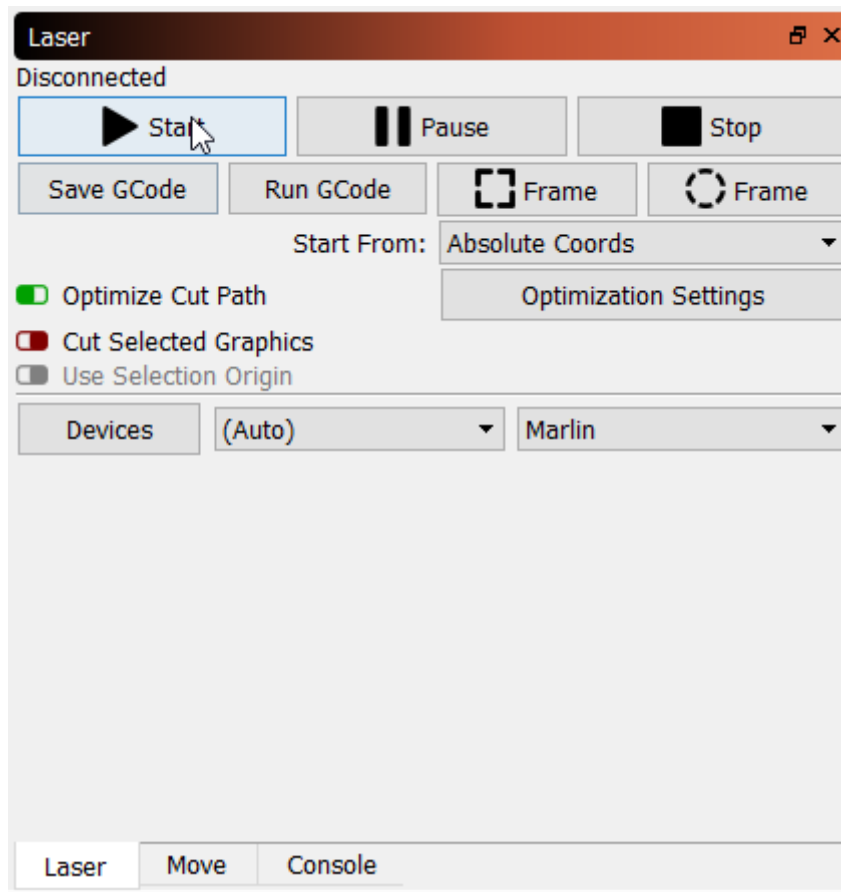 Laser
Disconnected
Start Pause Stop
Save GCode Run GCode Frame Frame
Start From: Absolute Coords
Optimize Cut Path Optimization Settings
Cut Selected Graphics
Use Selection Origin
Devices (Auto) Marlin
Laser Move Console